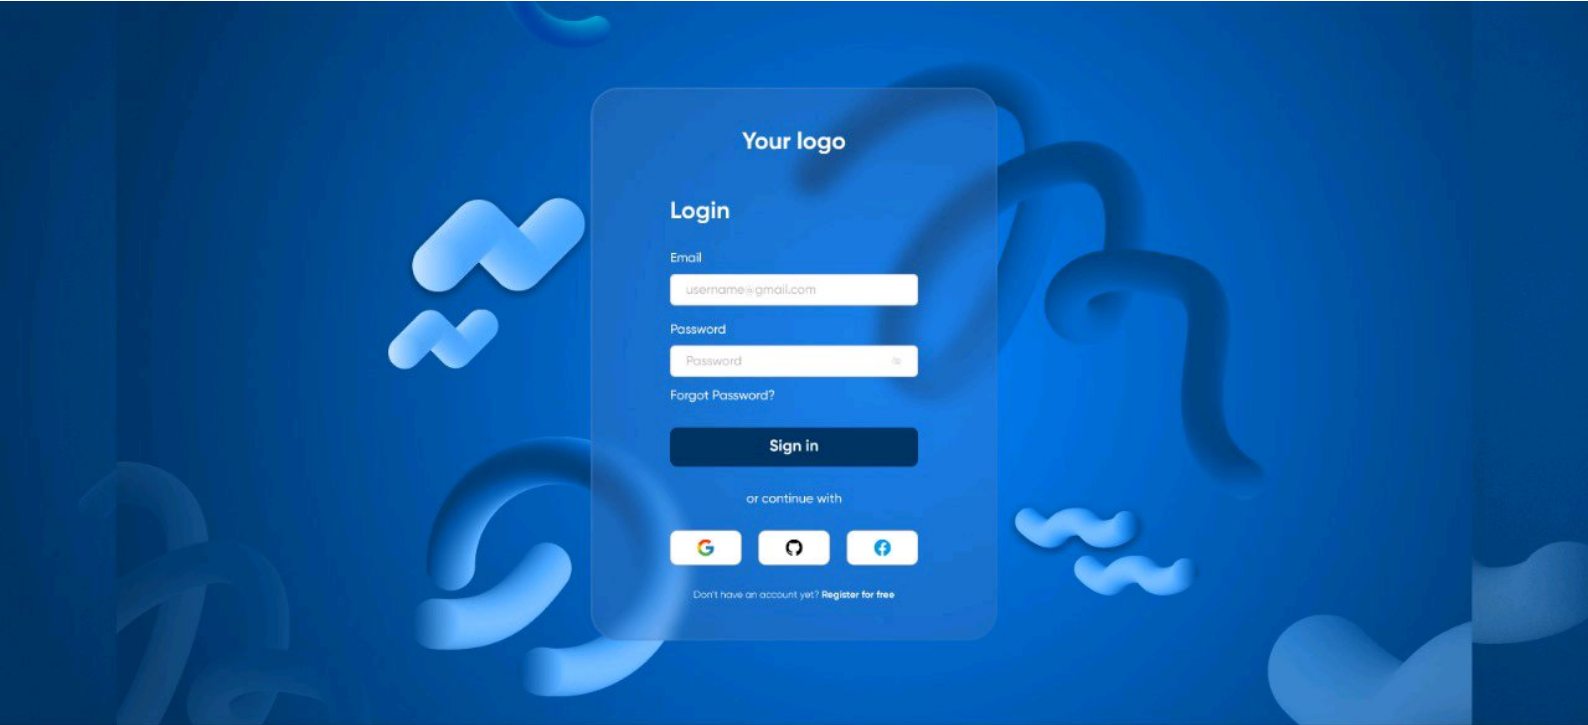 Your logo
Login
Email
username@gmail.com
Password
Password
Forgot Password?
Sign in
or continue with
Don't have an account yet? Register for free